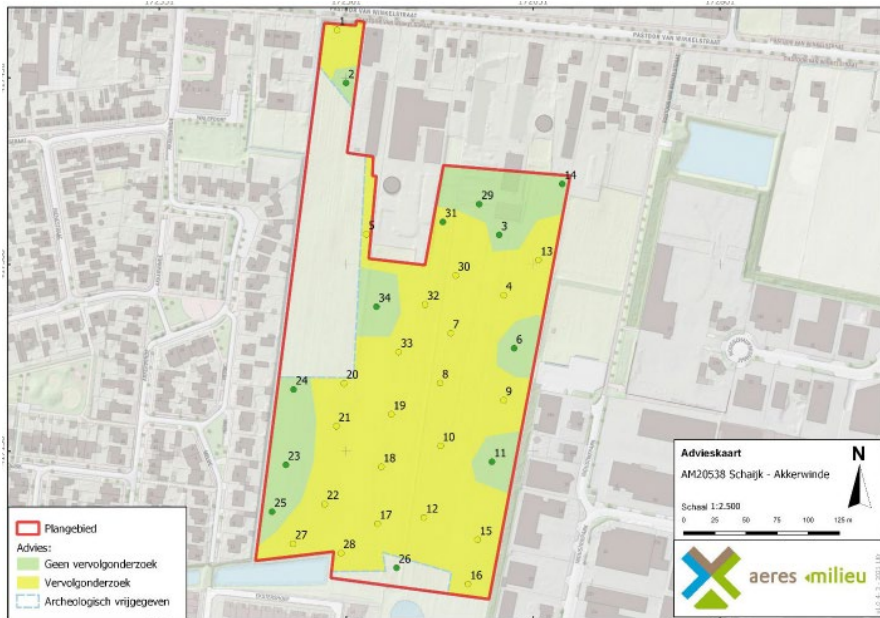 PASTOOR VAN WINKELSTRAAT
PASTOOR VAN WINKELSTRAAT
1
2
14
29
31
3
5
13
30
4
34
32
7
33
6
24
20
8
9
21
19
10
23
18
11
25
22
17
12
27
28
15
26
16
Plangebied
Advies:
Geen vervolgonderzoek
Vervolgonderzoek
Archeologisch vrijgegeven
Advieskaart
N
AM20538 Schaijk - Akkerwinde
Schaal 1:2.500
0 25 50 75 100 125 m
aeres milieu